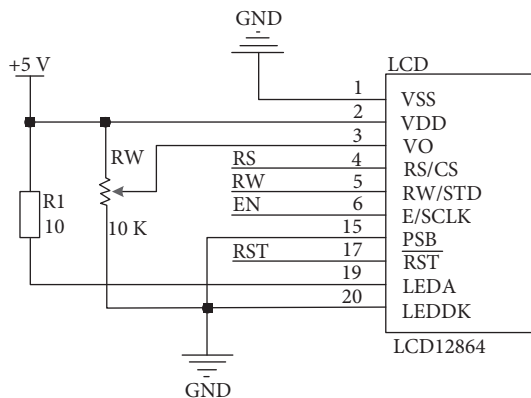 GND
+5 V
LCD
1 VSS
2 VDD
RW
3 VO
RS 4 RS/CS
RW 5 RW/STD
R1
10
EN 6 E/SCLK
10 K
15 PSB
RST 17 RST
19 LEDA
20 LEDDK
LCD12864
GND